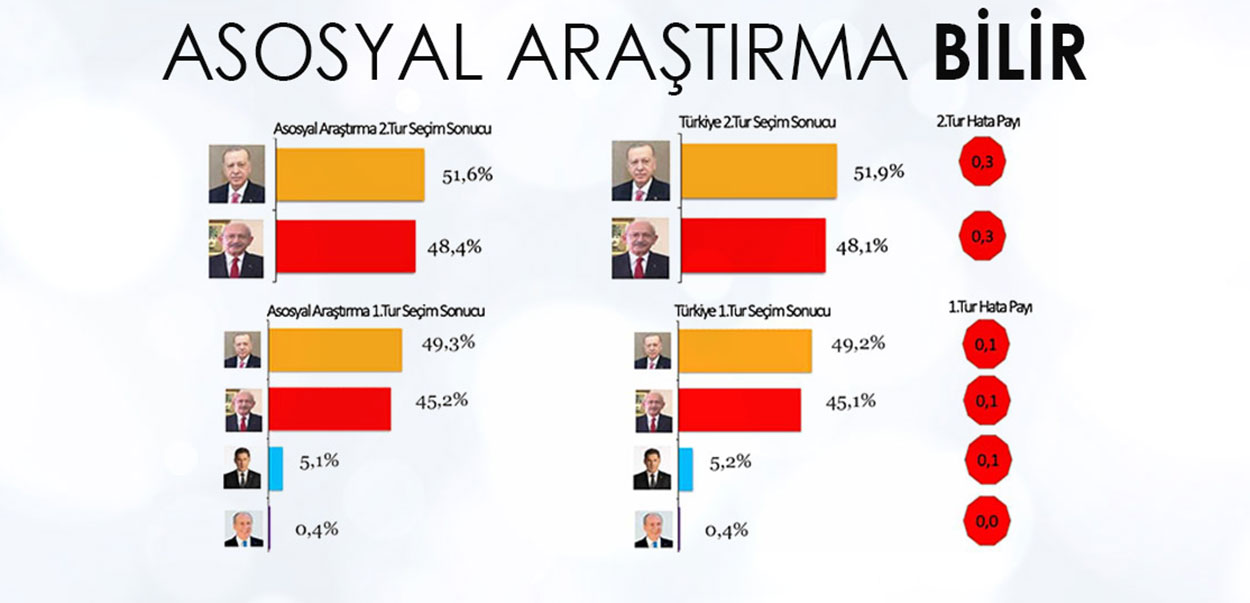 ASOSYAL ARAŞTIRMA BİLİR
Asosyal Araştırma 2.Tur Seçim Sonucu
51,6%
48,4%
Türkiye 2.Tur Seçim Sonucu
51,9%
48,1%
2.Tur Hata Payı
0,3
0,3
Asosyal Araştırma 1.Tur Seçim Sonucu
49,3%
45,2%
5,1%
0,4%
Türkiye 1.Tur Seçim Sonucu
49,2%
45,1%
5,2%
0,4%
1.Tur Hata Payı
0,1
0,1
0,1
0,0